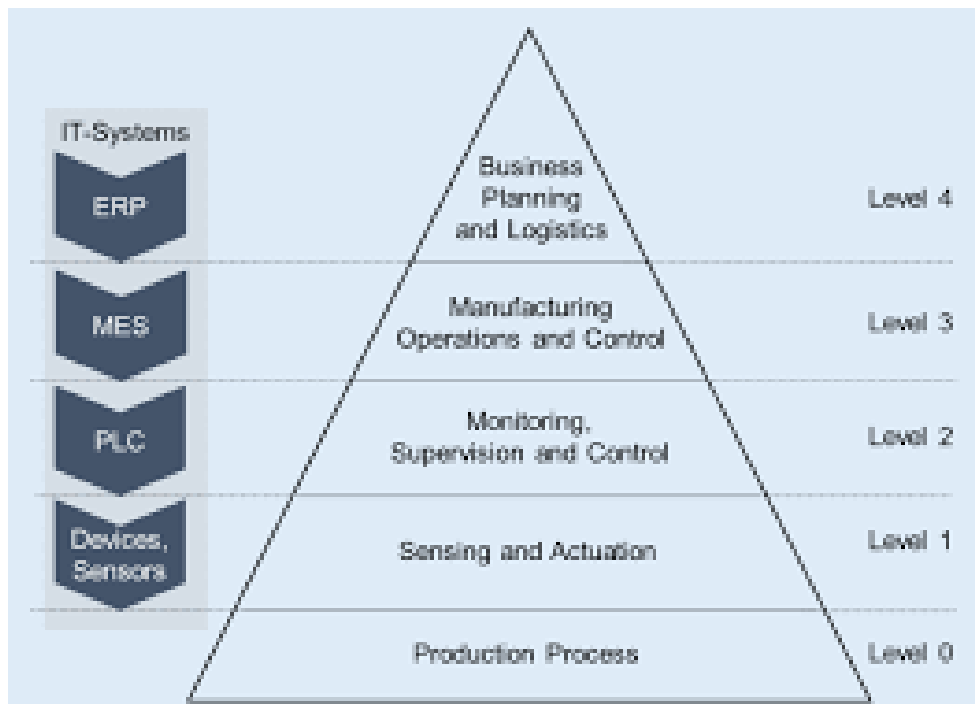 IT-Systems
ERP
Business
Planning
and Logistics
Level 4
MES
Manufacturing
Operations and Control
Level 3
PLC
Monitoring,
Supervision and Control
Level 2
Devices,
Sensors
Sensing and Actuation
Level 1
Production Process
Level 0